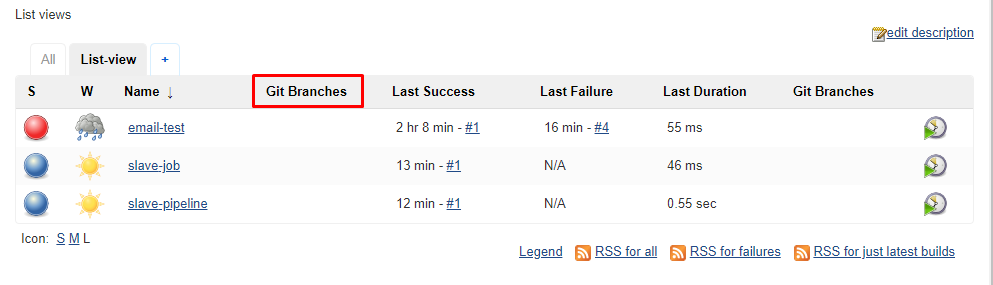 List views
edit description
All List-view +
S W Name ↓ Git Branches Last Success Last Failure Last Duration Git Branches
email-test 2 hr 8 min - #1 16 min - #4 55 ms
slave-job 13 min - #1 N/A 46 ms
slave-pipeline 12 min - #1 N/A 0.55 sec
Icon: S M L
Legend RSS for all RSS for failures RSS for just latest builds